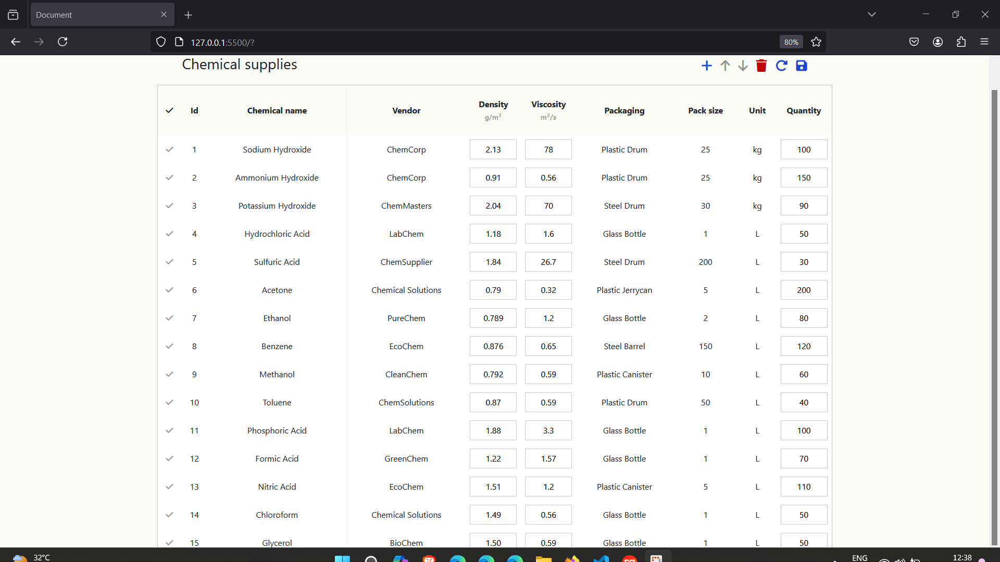 Document
127.0.0.1:5500/?
80%
Chemical supplies
Id Chemical name Vendor Density g/m³ Viscosity m²/s Packaging Pack size Unit Quantity
1 Sodium Hydroxide ChemCorp 2.13 78 Plastic Drum 25 kg 100
2 Ammonium Hydroxide ChemCorp 0.91 0.56 Plastic Drum 25 kg 150
3 Potassium Hydroxide ChemMasters 2.04 70 Steel Drum 30 kg 90
4 Hydrochloric Acid LabChem 1.18 1.6 Glass Bottle 1 L 50
5 Sulfuric Acid ChemSupplier 1.84 26.7 Steel Drum 200 L 30
6 Acetone Chemical Solutions 0.79 0.32 Plastic Jerrycan 5 L 200
7 Ethanol PureChem 0.789 1.2 Glass Bottle 2 L 80
8 Benzene EcoChem 0.876 0.65 Steel Barrel 150 L 120
9 Methanol CleanChem 0.792 0.59 Plastic Canister 10 L 60
10 Toluene ChemSolutions 0.87 0.59 Plastic Drum 50 L 40
11 Phosphoric Acid LabChem 1.88 3.3 Glass Bottle 1 L 100
12 Formic Acid GreenChem 1.22 1.57 Glass Bottle 1 L 70
13 Nitric Acid EcoChem 1.51 1.2 Plastic Canister 5 L 110
14 Chloroform Chemical Solutions 1.49 0.56 Glass Bottle 1 L 50
15 Glycerol BioChem 1.50 0.59 Glass Bottle 1 L 50
32°C
ENG
12:38